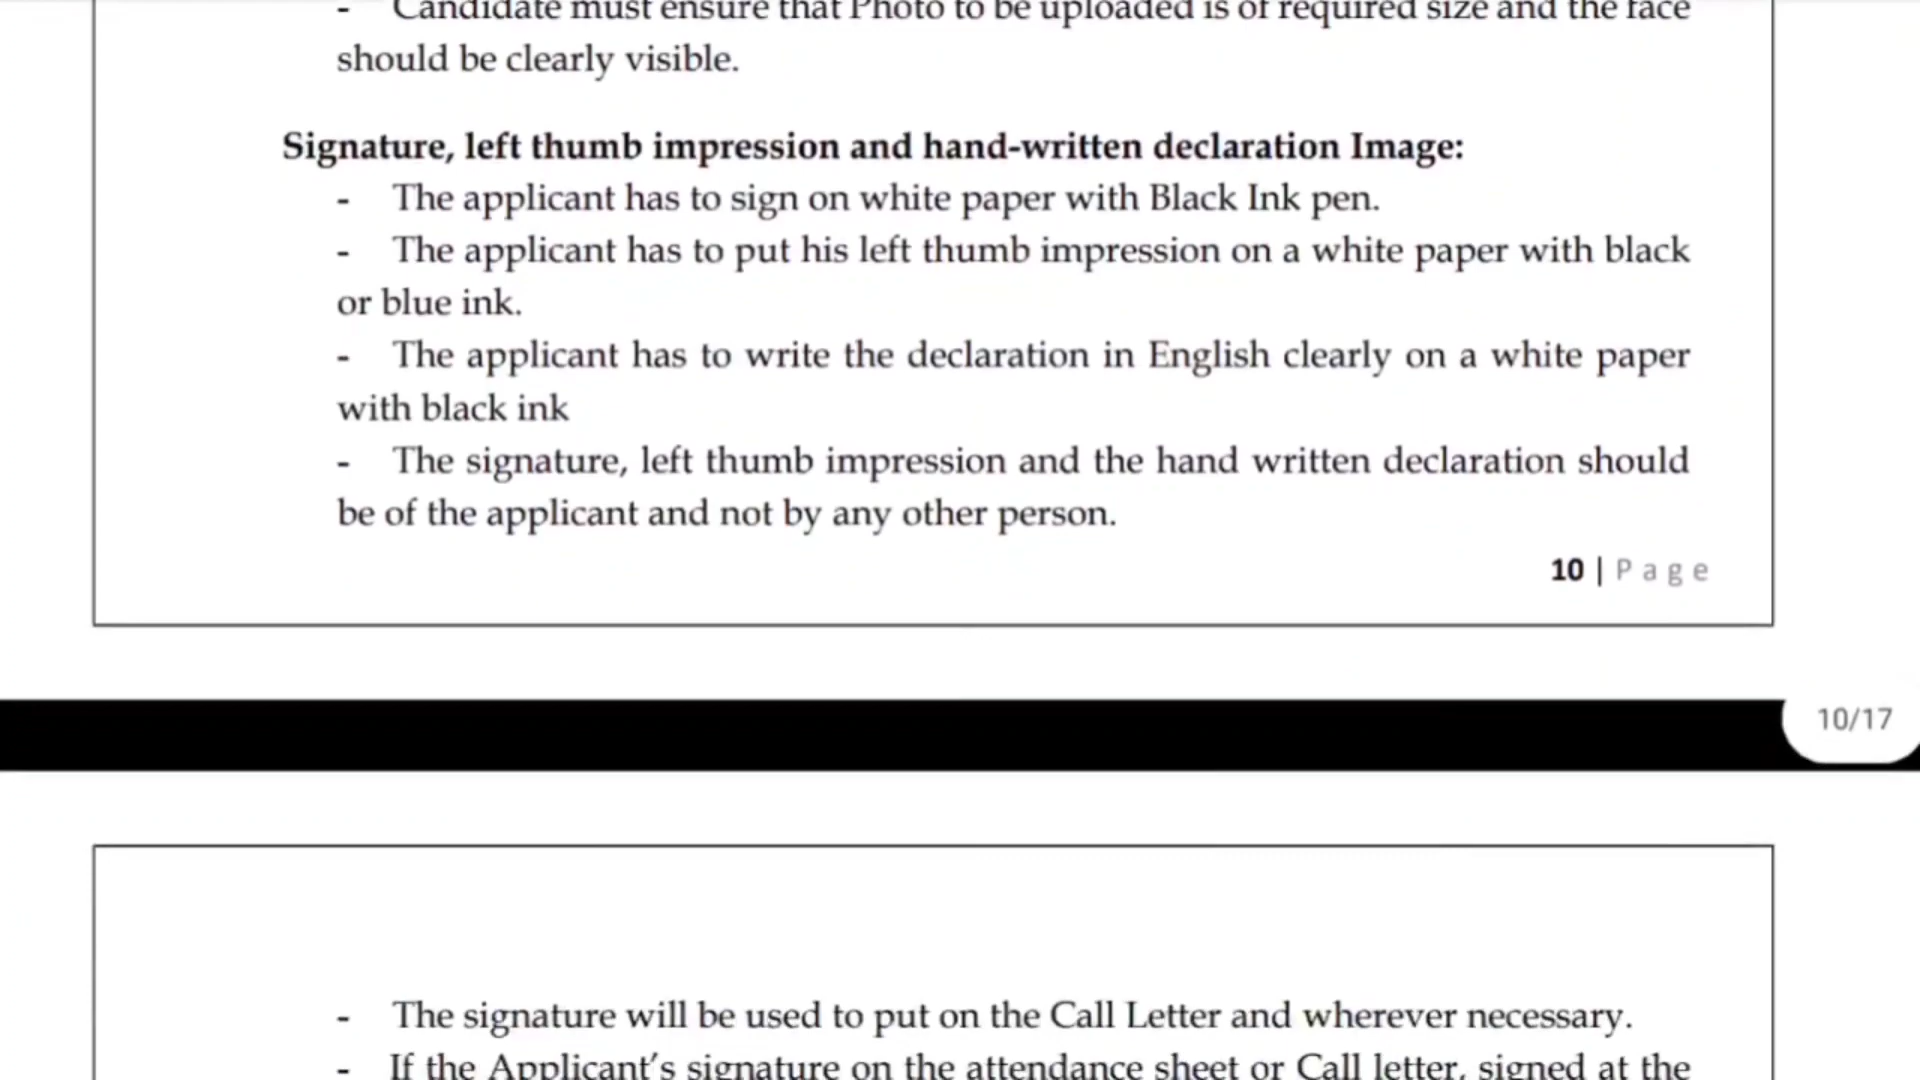 - Candidate must ensure that Photo to be uploaded is of required size and the face
should be clearly visible.
Signature, left thumb impression and hand-written declaration Image:
- The applicant has to sign on white paper with Black Ink pen.
- The applicant has to put his left thumb impression on a white paper with black
or blue ink.
- The applicant has to write the declaration in English clearly on a white paper
with black ink
- The signature, left thumb impression and the hand written declaration should
be of the applicant and not by any other person.
10 | Page
10/17
- The signature will be used to put on the Call Letter and wherever necessary.
- If the Applicant's signature on the attendance sheet or Call letter, signed at the